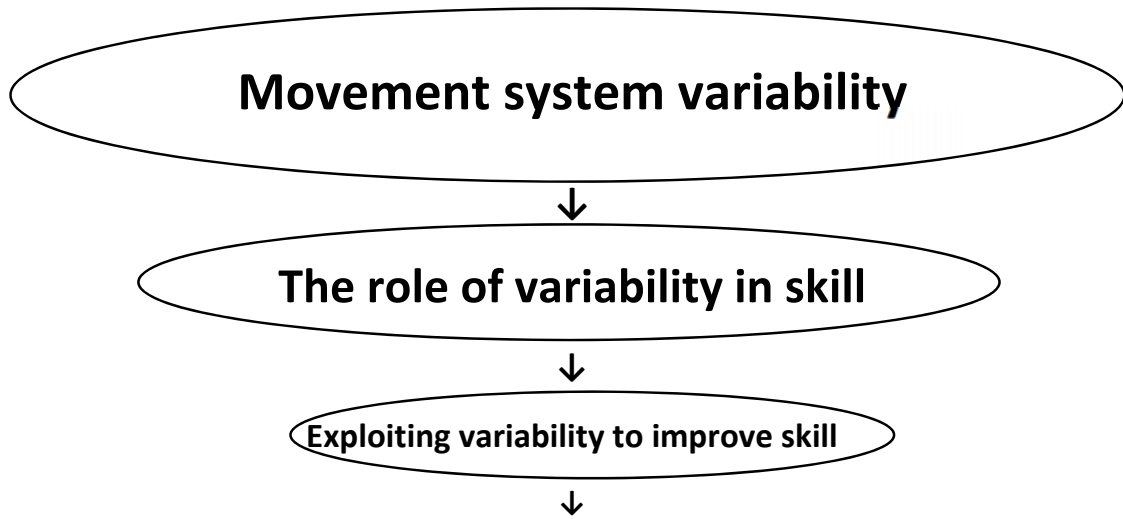 Movement system variability
The role of variability in skill
Exploiting variability to improve skill